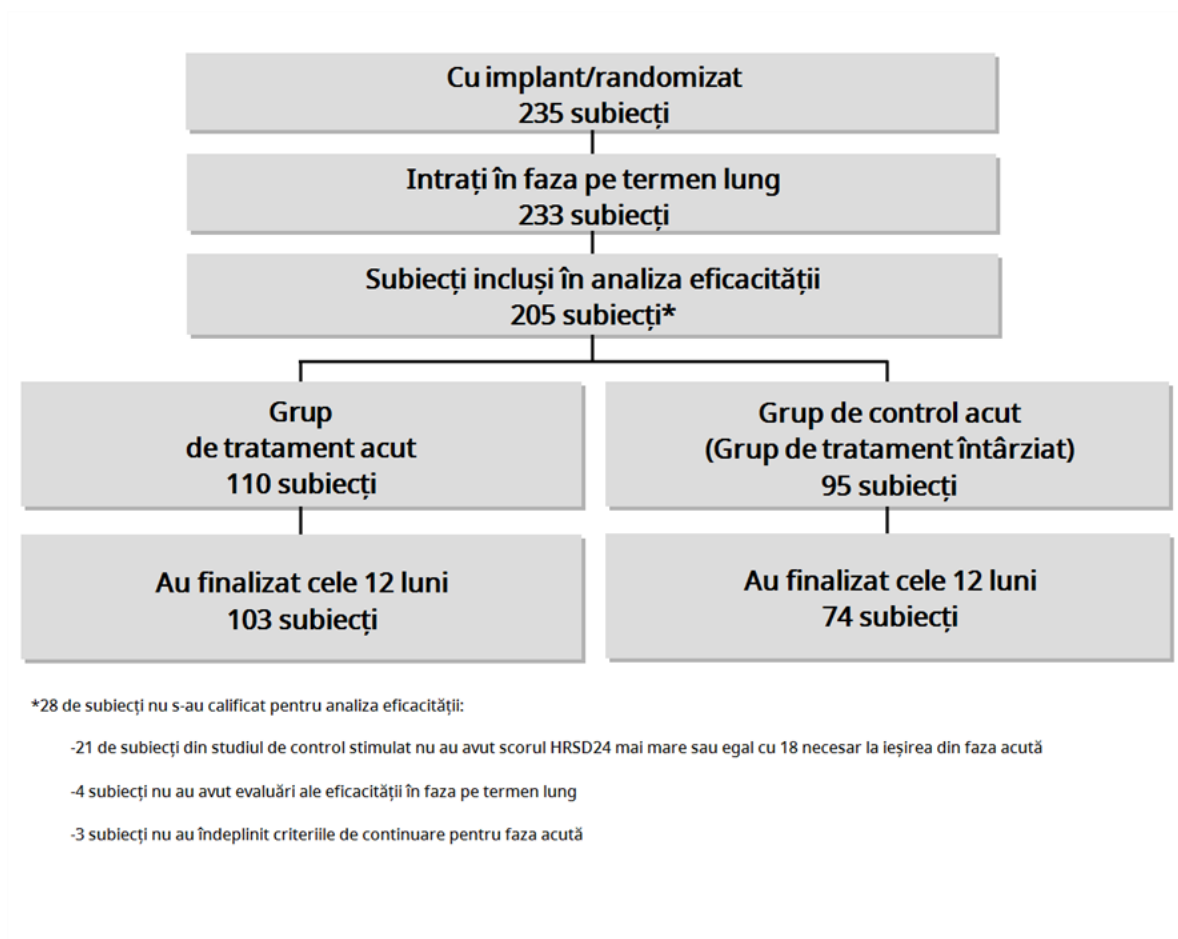 Cu implant/randomizat
235 subiecți
Intrați în faza pe termen lung
233 subiecți
Subiecți incluși în analiza eficacității
205 subiecți*
Grup
de tratament acut
110 subiecți
Grup de control acut
(Grup de tratament întârziat)
95 subiecți
Au finalizat cele 12 luni
103 subiecți
Au finalizat cele 12 luni
74 subiecți
*28 de subiecți nu s-au calificat pentru analiza eficacității:
-21 de subiecți din studiul de control stimulat nu au avut scorul HRSD24 mai mare sau egal cu 18 necesar la ieșirea din faza acută
-4 subiecți nu au avut evaluări ale eficacității în faza pe termen lung
-3 subiecți nu au îndeplinit criteriile de continuare pentru faza acută